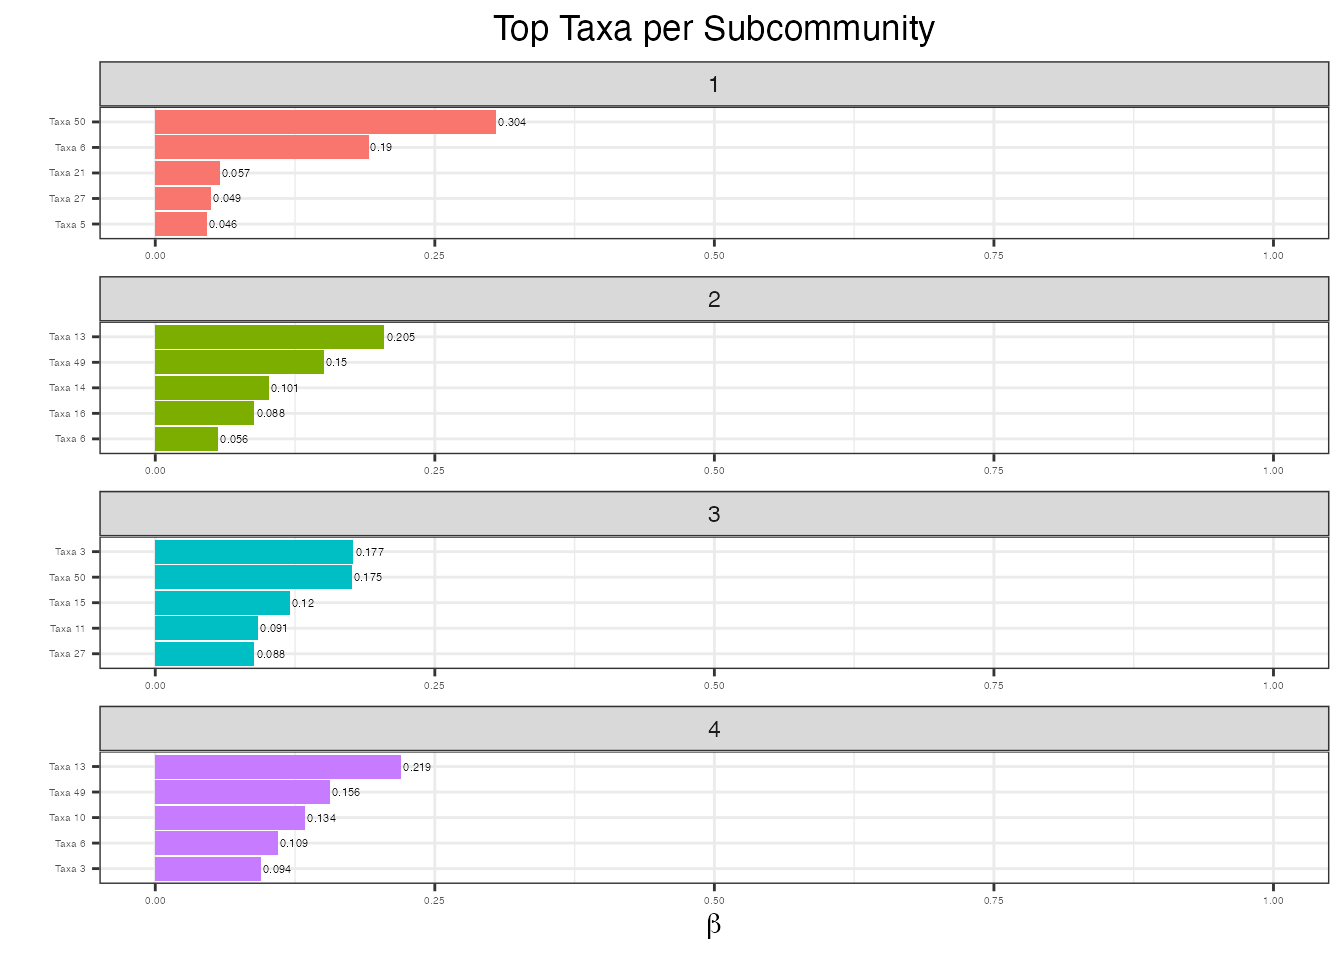 Top Taxa per Subcommunity
1
Taxa 50 0.304
Taxa 6 0.19
Taxa 21 0.057
Taxa 27 0.049
Taxa 5 0.046
0.00 0.25 0.50 0.75 1.00
2
Taxa 13 0.205
Taxa 49 0.15
Taxa 14 0.101
Taxa 16 0.088
Taxa 6 0.056
0.00 0.25 0.50 0.75 1.00
3
Taxa 3 0.177
Taxa 50 0.175
Taxa 15 0.12
Taxa 11 0.091
Taxa 27 0.088
0.00 0.25 0.50 0.75 1.00
4
Taxa 13 0.219
Taxa 49 0.156
Taxa 10 0.134
Taxa 6 0.109
Taxa 3 0.094
0.00 0.25 0.50 0.75 1.00
β